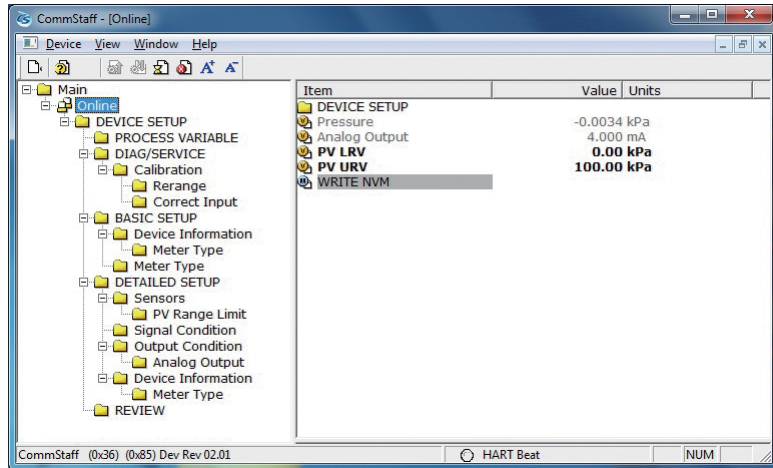 CommStaff - [Online]
Device View Window Help
Main
Online
DEVICE SETUP
PROCESS VARIABLE
DIAG/SERVICE
Calibration
Rerange
Correct Input
BASIC SETUP
Device Information
Meter Type
Meter Type
DETAILED SETUP
Sensors
PV Range Limit
Signal Condition
Output Condition
Analog Output
Device Information
Meter Type
REVIEW
Item Value Units
DEVICE SETUP
Pressure -0.0034 kPa
Analog Output 4.000 mA
PV LRV 0.00 kPa
PV URV 100.00 kPa
WRITE NVM
CommStaff (0x36) (0x85) Dev Rev 02.01 HART Beat NUM